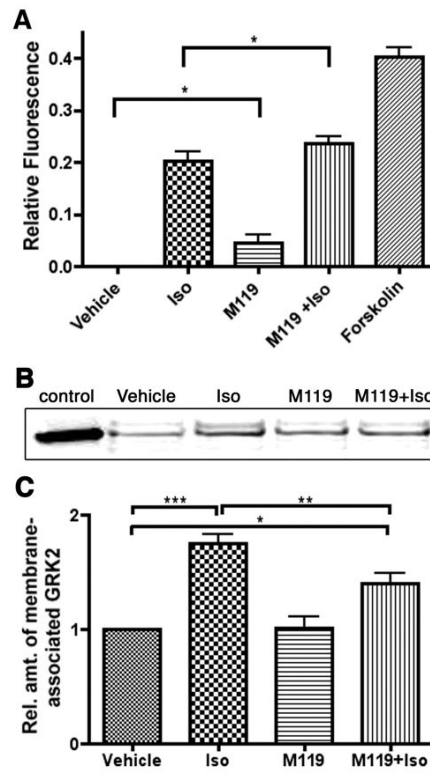 A
Relative Fluorescence
0.4
0.3
0.2
0.1
0.0
*
*
Vehicle
Iso
M119
M119 +Iso
Forskolin
B
control Vehicle Iso M119 M119+Iso
C
Rel. amt. of membrane-
associated GRK2
2
1
0
***
**
*
Vehicle Iso M119 M119+Iso